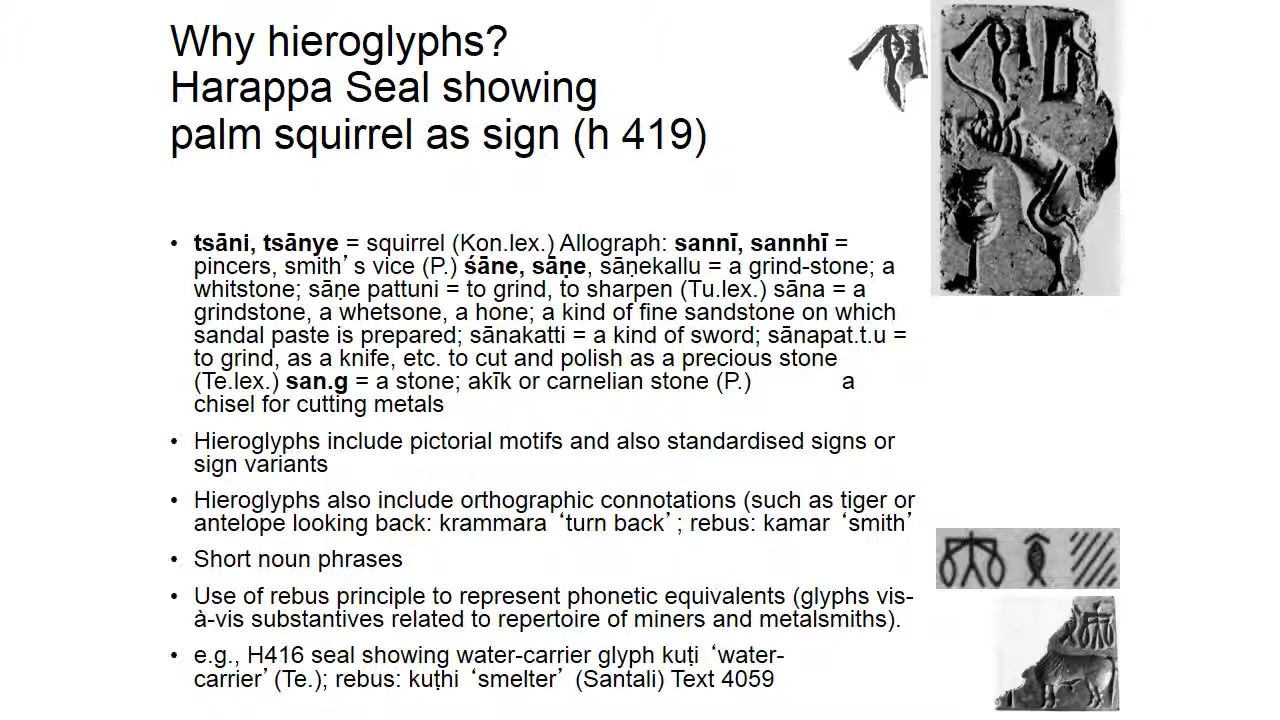 Why hieroglyphs?
Harappa Seal showing
palm squirrel as sign (h 419)
• tsāni, tsānye = squirrel (Kon.lex.) Allograph: sannī, sannhī =
pincers, smith’s vice (P.) śāne, sāṇe, sāṇekallu = a grind-stone; a
whitstone; sāṇe pattuni = to grind, to sharpen (Tu.lex.) sāna = a
grindstone, a whetsone, a hone; a kind of fine sandstone on which
sandal paste is prepared; sānakatti = a kind of sword; sānapat.t.u =
to grind, as a knife, etc. to cut and polish as a precious stone
(Te.lex.) san.g = a stone; akīk or carnelian stone (P.) a
chisel for cutting metals
• Hieroglyphs include pictorial motifs and also standardised signs or
sign variants
• Hieroglyphs also include orthographic connotations (such as tiger or
antelope looking back: krammara ‘turn back’; rebus: kamar ‘smith’
• Short noun phrases
• Use of rebus principle to represent phonetic equivalents (glyphs vis-
à-vis substantives related to repertoire of miners and metalsmiths).
• e.g., H416 seal showing water-carrier glyph kuṭi ‘water-
carrier’ (Te.); rebus: kuṭhi ‘smelter’ (Santali) Text 4059